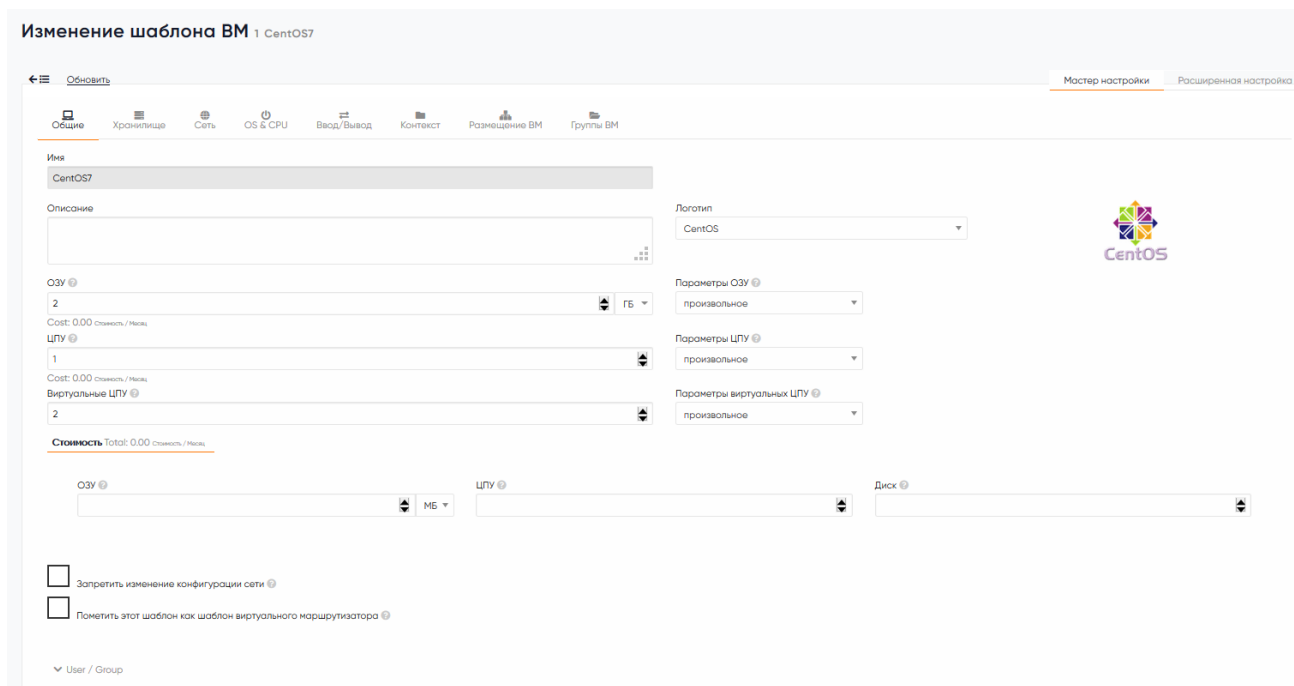 Изменение шаблона ВМ 1 CentOS7
Обновить
Мастер настройки Расширенная настройка
Общие Хранилище Сеть OS & CPU Ввод/Вывод Контекст Размещение ВМ Группы ВМ
Имя
CentOS7
Описание Логотип
CentOS
CentOS
ОЗУ Параметры ОЗУ
2 ГБ произвольное
Cost: 0.00 Стоимость / Месяц
ЦПУ Параметры ЦПУ
1 произвольное
Cost: 0.00 Стоимость / Месяц
Виртуальные ЦПУ Параметры виртуальных ЦПУ
2 произвольное
Стоимость Total: 0.00 Стоимость / Месяц
ОЗУ ЦПУ Диск
МБ
Запретить изменение конфигурации сети
Пометить этот шаблон как шаблон виртуального маршрутизатора
User / Group